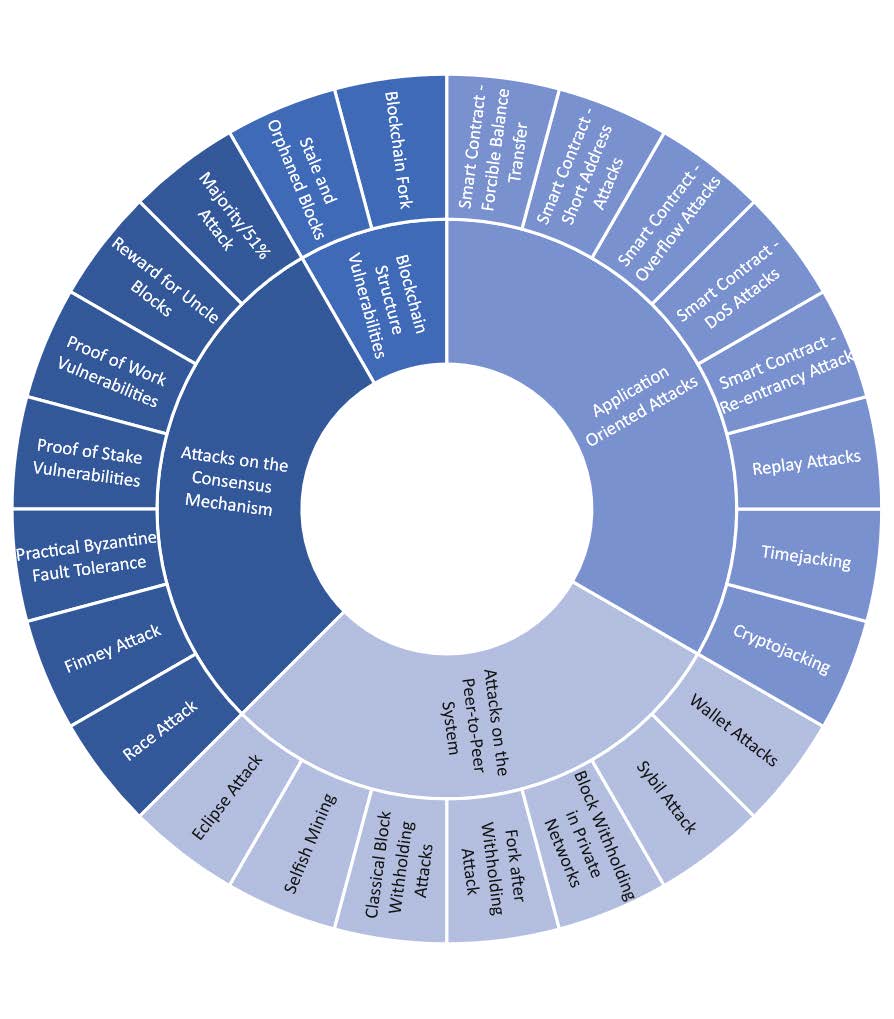 Smart Contract -
Forcible Balance
Transfer
Smart Contract -
Short Address
Attacks
Smart Contract -
Overflow Attacks
Smart Contract -
DoS Attacks
Smart Contract -
Re-entrancy Attack
Replay Attacks
Timejacking
Cryptojacking
Wallet Attacks
Sybil Attack
Block Withholding
in Private
Networks
Fork after
Withholding
Attack
Classical Block
Withholding
Attacks
Selfish Mining
Eclipse Attack
Race Attack
Finney Attack
Practical Byzantine
Fault Tolerance
Proof of Stake
Vulnerabilities
Proof of Work
Vulnerabilities
Reward for Uncle
Blocks
Majority/51%
Attack
Stale and
Orphaned Blocks
Blockchain Fork
Application
Oriented Attacks
Attacks on the
Peer-to-Peer
System
Attacks on the
Consensus
Mechanism
Blockchain
Structure
Vulnerabilities